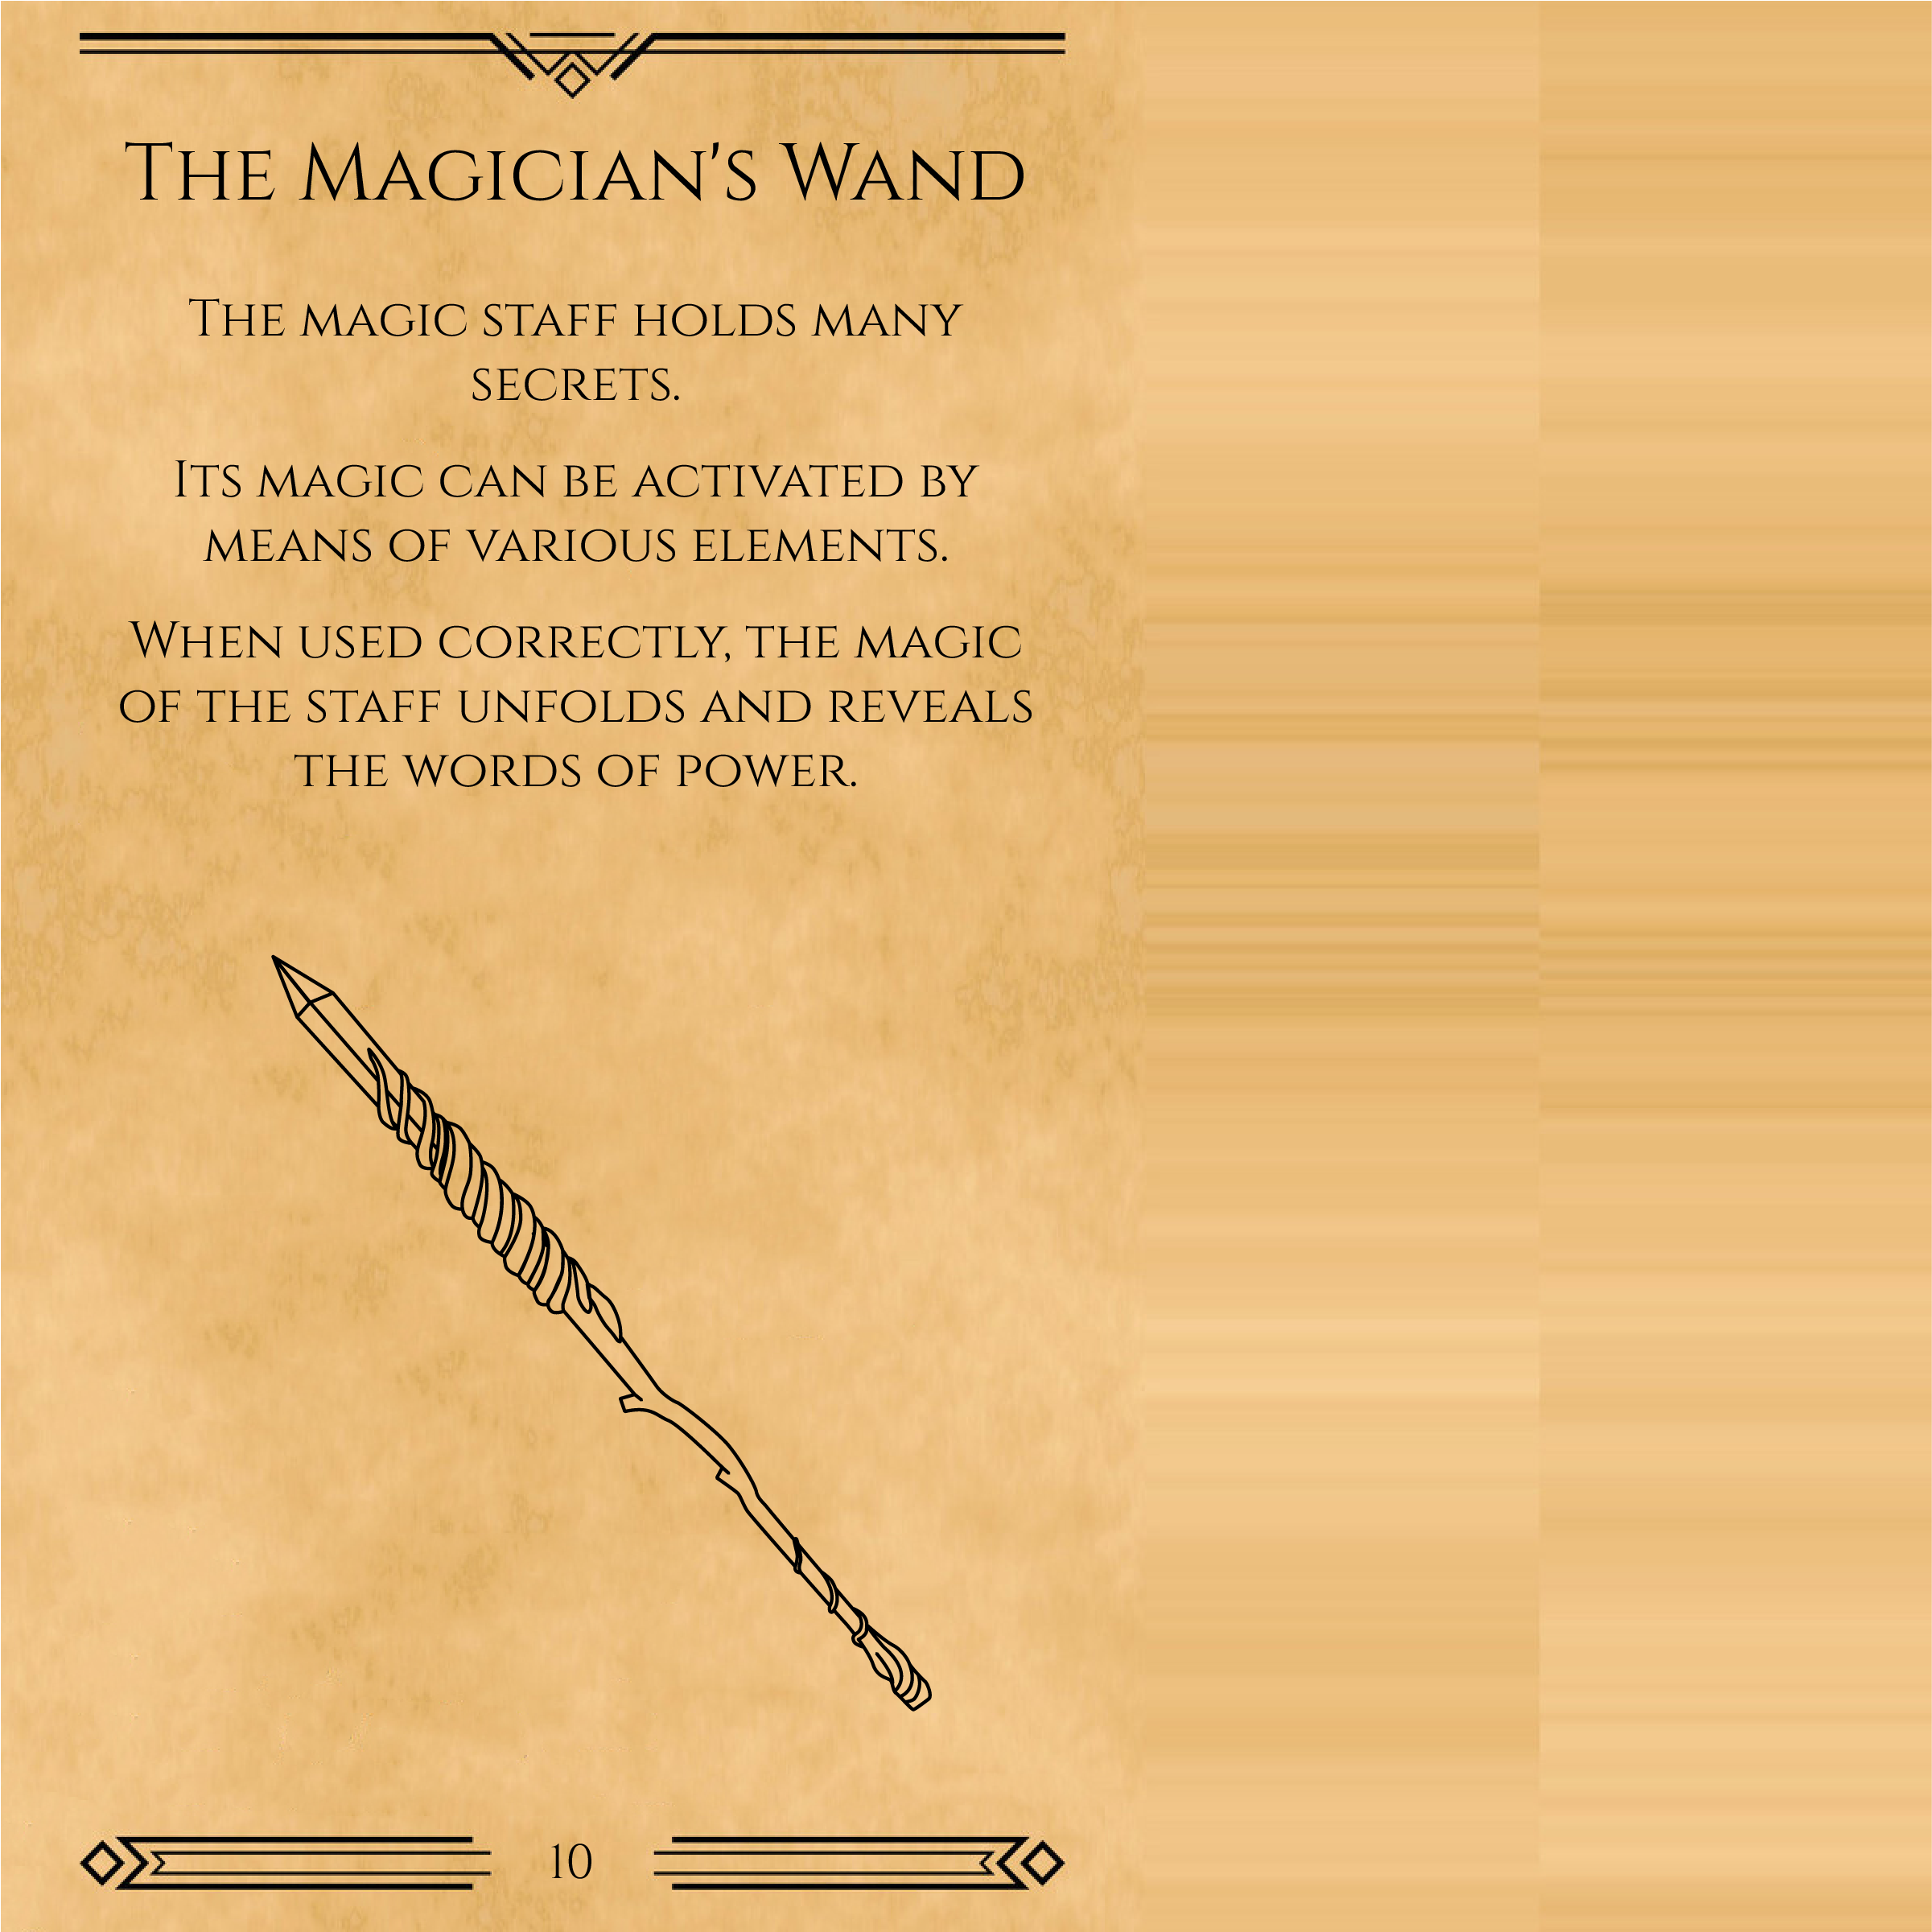 The Magician's Wand
The magic staff holds many
secrets.
Its magic can be activated by
means of various elements.
When used correctly, the magic
of the staff unfolds and reveals
the words of power.
10